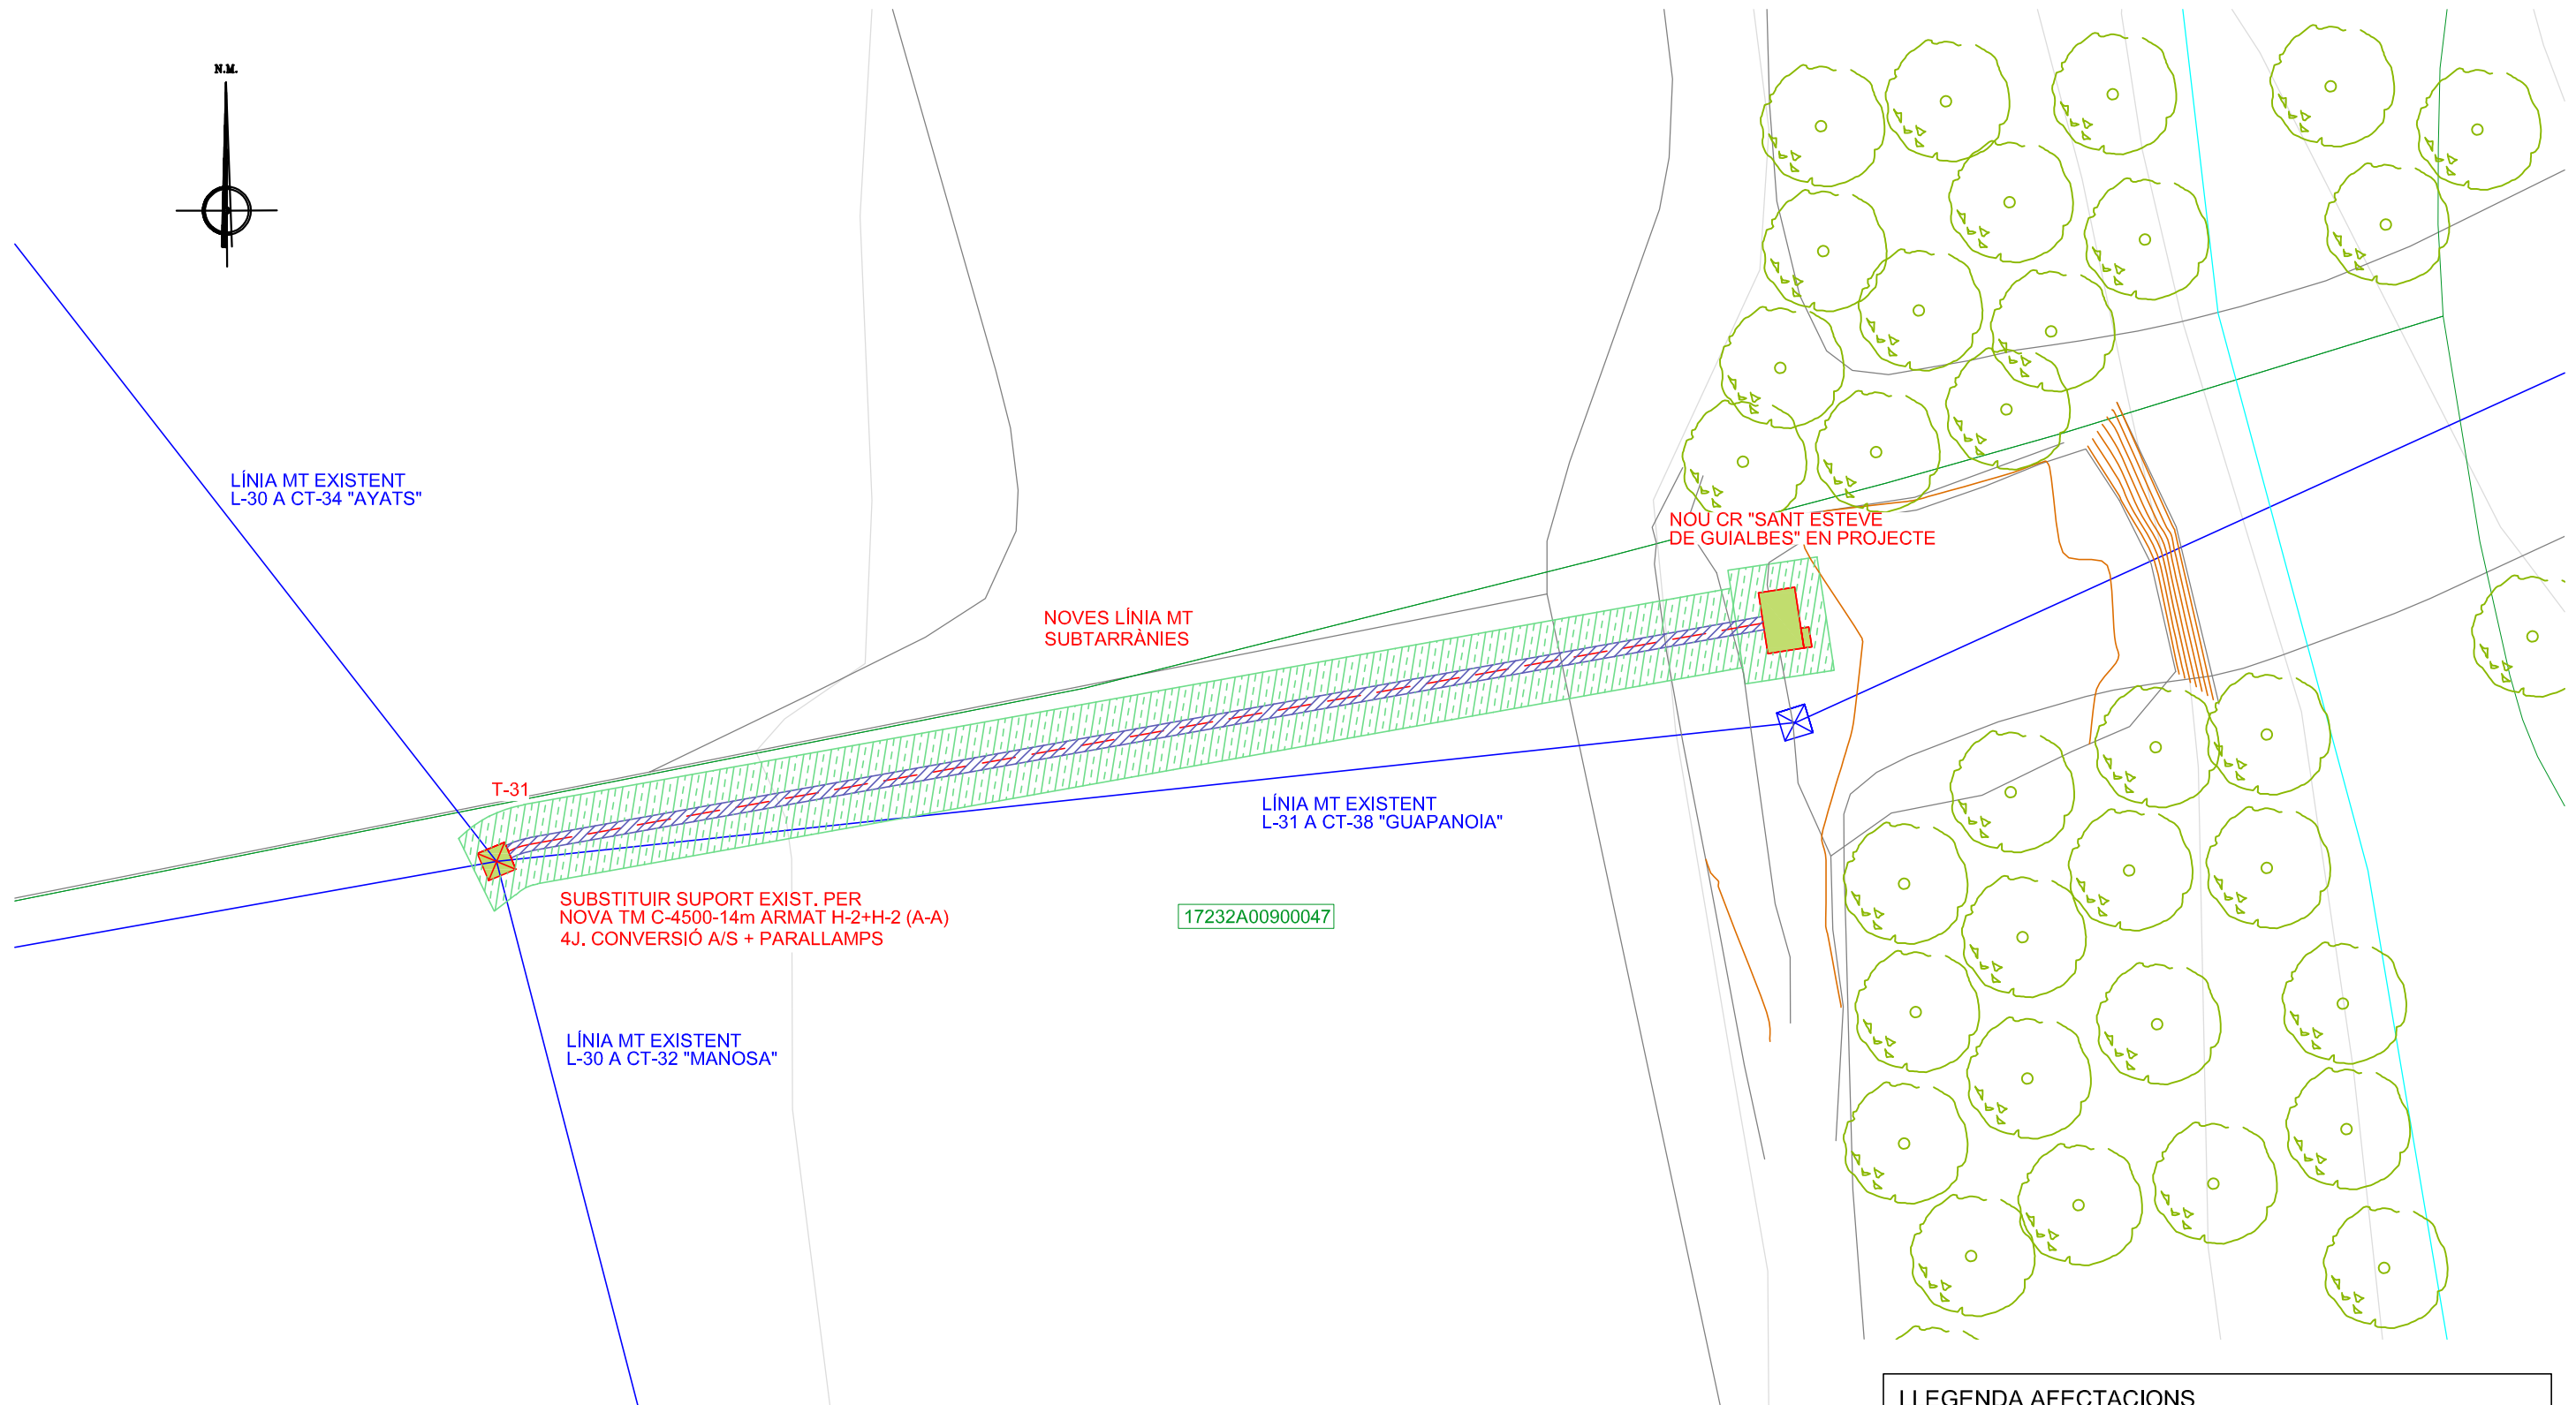 N.M.
LÍNIA MT EXISTENT
L-30 A CT-34 "AYATS"
NOU CR "SANT ESTEVE
DE GUIALBES" EN PROJECTE
NOVES LÍNIA MT
SUBTARRÀNIES
T-31
LÍNIA MT EXISTENT
L-31 A CT-38 "GUAPANOIA"
SUBSTITUIR SUPORT EXIST. PER
NOVA TM C-4500-14m ARMAT H-2+H-2 (A-A)
4J. CONVERSIÓ A/S + PARALLAMPS
17232A00900047
LÍNIA MT EXISTENT
L-30 A CT-32 "MANOSA"
LLEGENDA AFECTACIONS